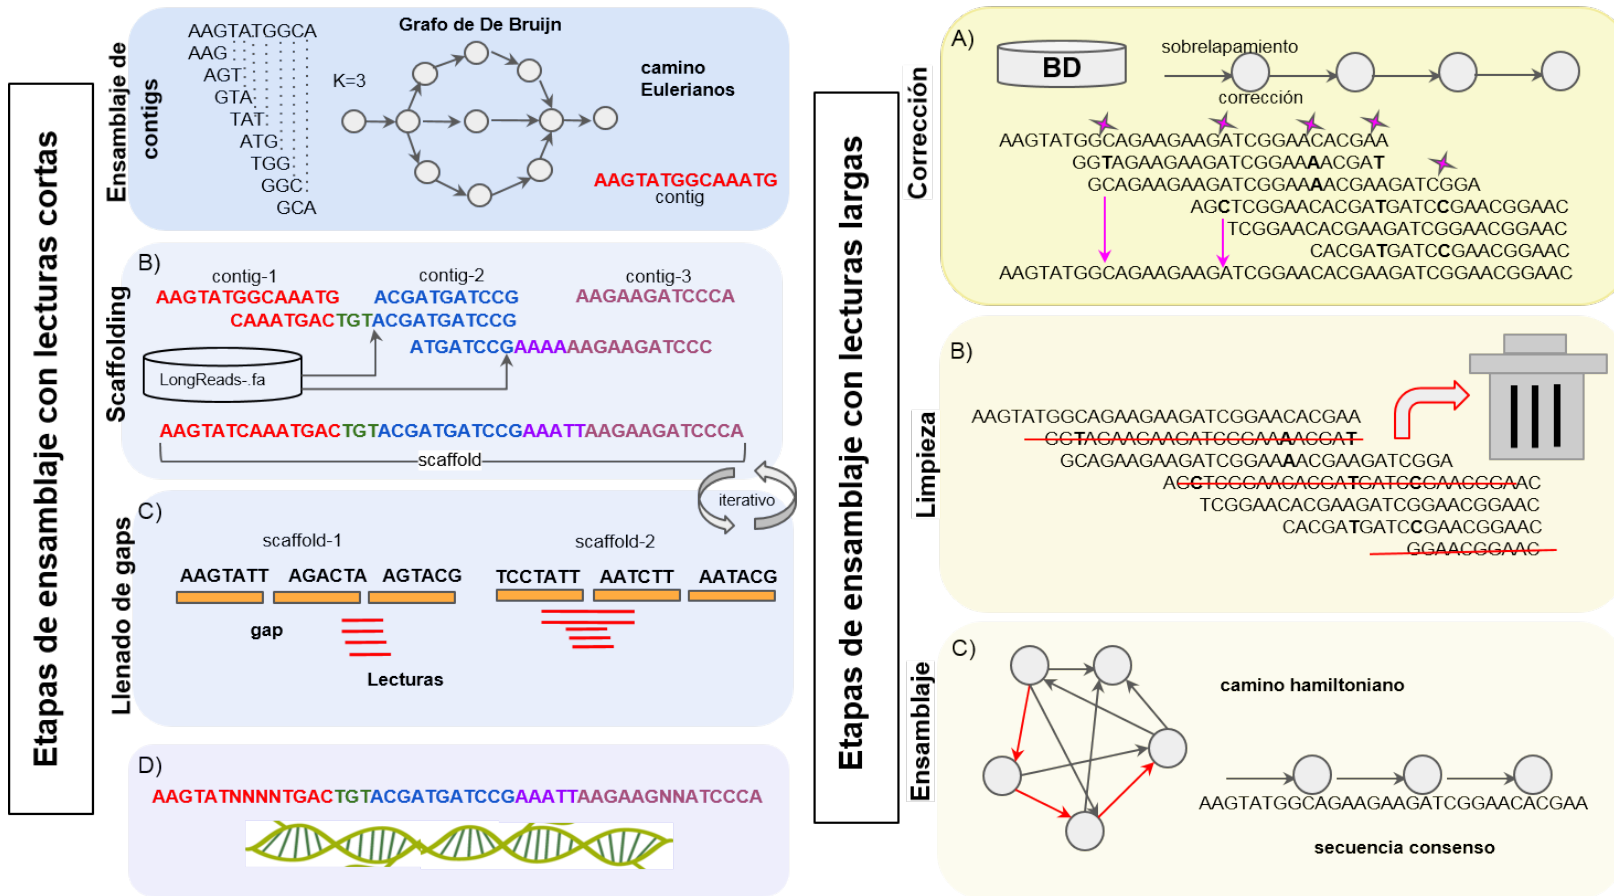 Etapas de ensamblaje con lecturas cortas
Ensamblaje de
contigs
AAGTATGGCA
AAG
AGT
GTA
TAT
ATG
TGG
GGC
GCA
Grafo de De Bruijn
K=3
camino
Eulerianos
AAGTATGGCAAATG
contig
Scaffolding
B)
contig-1
contig-2
contig-3
AAGTATGGCAAATG
ACGATGATCCG
AAGAAGATCCCA
CAAATGACTGTACGATGATCCG
ATGATCCGAAAAAAGAAGATCCC
LongReads-.fa
AAGTATCAAATGACTGTACGATGATCCGAAATTAAGAAGATCCCA
scaffold
iterativo
Llenado de gaps
C)
scaffold-1
scaffold-2
AAGTATT AGACTA AGTACG
TCCTATT AATCTT AATACG
gap
Lecturas
D)
AAGTATNNNNTGACTGTACGATGATCCGAAATTAAGAAGNNATCCCA
Etapas de ensamblaje con lecturas largas
Corrección
A)
BD
sobrelapamiento
corrección
AAGTATGGCAGAAGAAGATCGGAACACGAA
GGTAGAAGAAGATCGGAAAACGAT
GCAGAAGAAGATCGGAAAACGAAGATCGGA
AGCTCGGAACACGATGATCCGAACGGAAC
TCGGAACACGAAGATCGGAACGGAAC
CACGATGATCCGAACGGAAC
AAGTATGGCAGAAGAAGATCGGAACACGAAGATCGGAACGGAAC
Limpieza
B)
AAGTATGGCAGAAGAAGATCGGAACACGAA
GGTAGAAGAAGATCGGAAAACGAT
GCAGAAGAAGATCGGAAAACGAAGATCGGA
AGCTCGGAACACGATGATCCGAACGGAAC
TCGGAACACGAAGATCGGAACGGAAC
CACGATGATCCGAACGGAAC
GGAACGGAAC
Ensamblaje
C)
camino hamiltoniano
AAGTATGGCAGAAGAAGATCGGAACACGAA
secuencia consenso